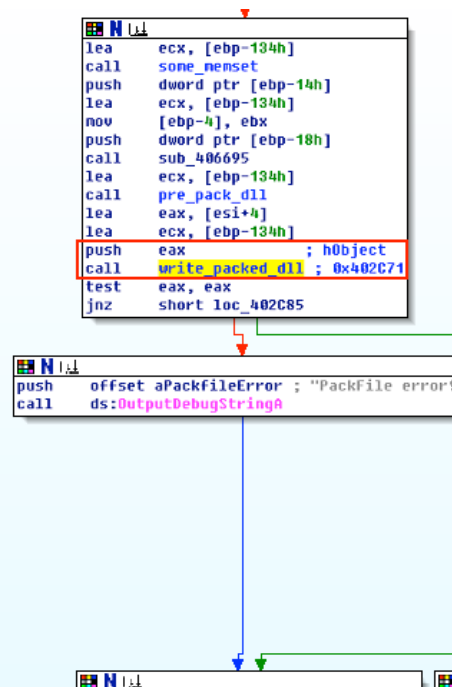 lea ecx, [ebp-134h]
call some_memset
push dword ptr [ebp-14h]
lea ecx, [ebp-134h]
mov [ebp-4], ebx
push dword ptr [ebp-18h]
call sub_406695
lea ecx, [ebp-134h]
call pre_pack_dll
lea eax, [esi+4]
lea ecx, [ebp-134h]
push eax ; hObject
call write_packed_dll ; 0x402C71
test eax, eax
jnz short loc_402C85
push offset aPackfileError ; "PackFile error!
call ds:OutputDebugStringA